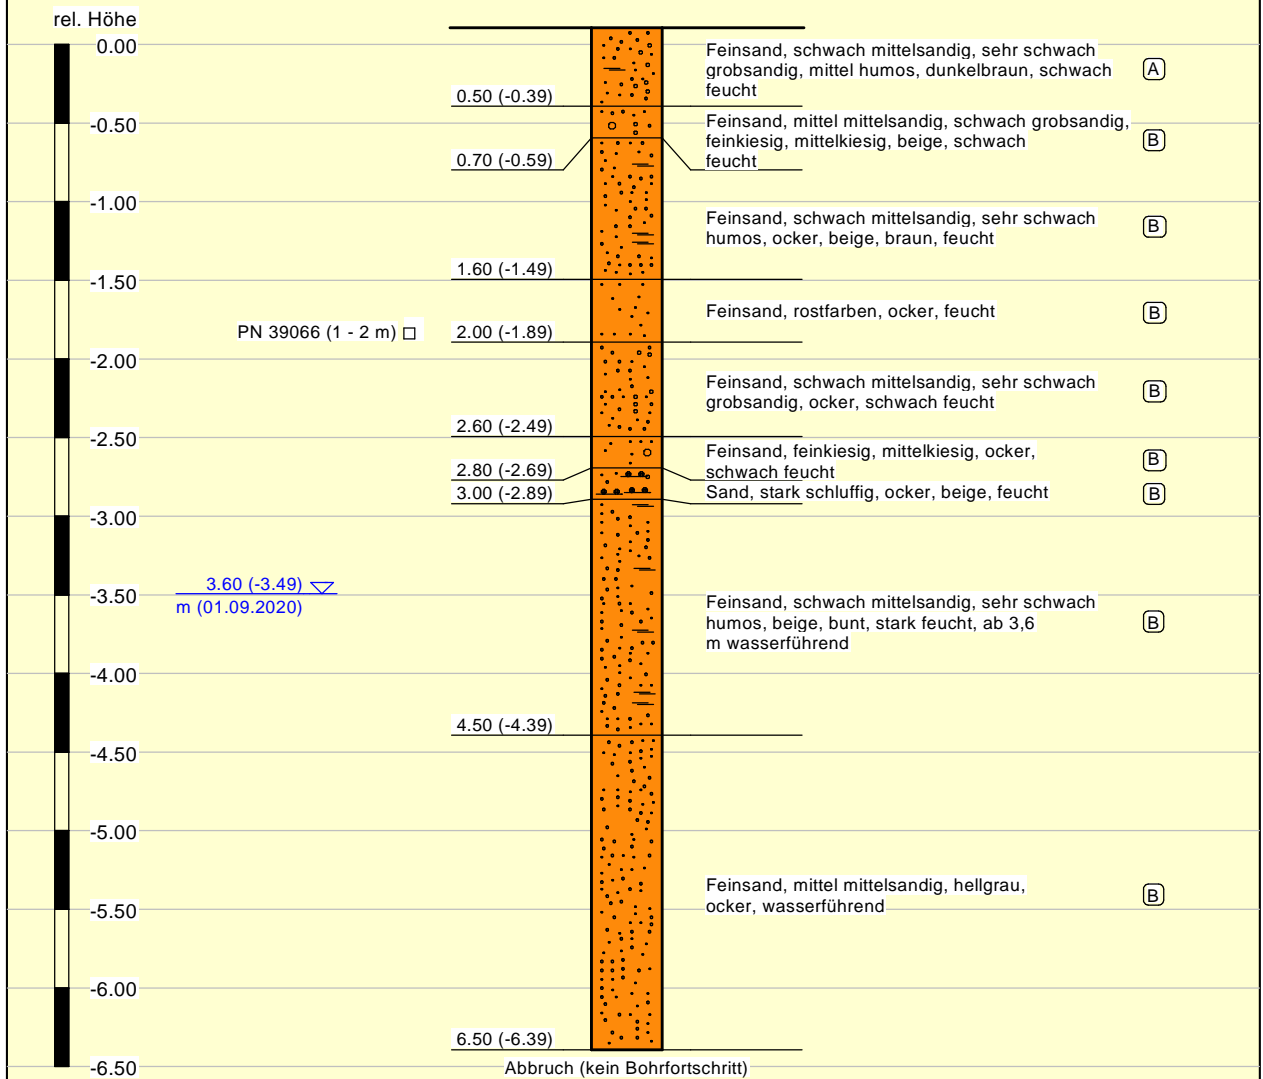 rel. Höhe
0.00
Feinsand, schwach mittelsandig, sehr schwach
grobsandig, mittel humos, dunkelbraun, schwach
feucht
A
0.50 (-0.39)
-0.50
Feinsand, mittel mittelsandig, schwach grobsandig,
feinkiesig, mittelkiesig, beige, schwach
feucht
B
0.70 (-0.59)
-1.00
Feinsand, schwach mittelsandig, sehr schwach
humos, ocker, beige, braun, feucht
B
1.60 (-1.49)
-1.50
Feinsand, rostfarben, ocker, feucht
B
PN 39066 (1 - 2 m)
2.00 (-1.89)
-2.00
Feinsand, schwach mittelsandig, sehr schwach
grobsandig, ocker, schwach feucht
B
2.60 (-2.49)
-2.50
Feinsand, feinkiesig, mittelkiesig, ocker,
schwach feucht
B
2.80 (-2.69)
Sand, stark schluffig, ocker, beige, feucht
B
3.00 (-2.89)
-3.00
3.60 (-3.49)
m (01.09.2020)
-3.50
Feinsand, schwach mittelsandig, sehr schwach
humos, beige, bunt, stark feucht, ab 3,6
m wasserführend
B
-4.00
4.50 (-4.39)
-4.50
-5.00
Feinsand, mittel mittelsandig, hellgrau,
ocker, wasserführend
B
-5.50
-6.00
6.50 (-6.39)
-6.50
Abbruch (kein Bohrfortschritt)